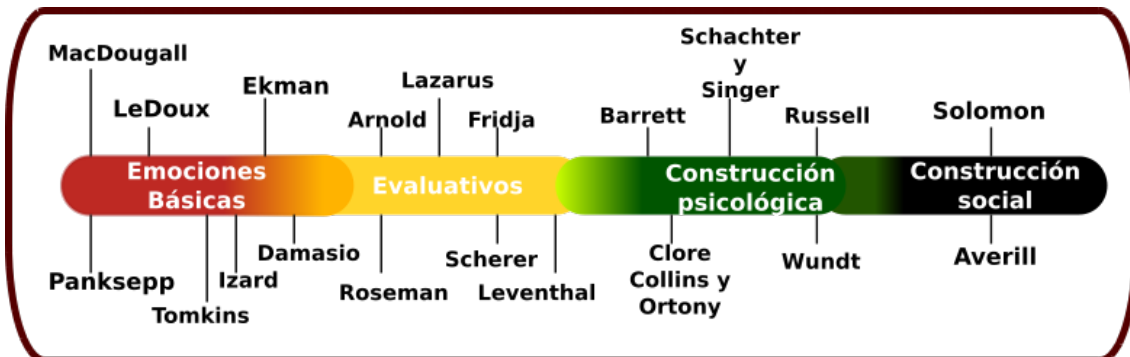 MacDougall
LeDoux
Ekman
Arnold
Lazarus
Fridja
Barrett
Schachter
y
Singer
Russell
Solomon
Emociones
Básicas
Evaluativos
Construcción
psicológica
Construcción
social
Panksepp
Tomkins
Izard
Damasio
Roseman
Scherer
Leventhal
Clore
Collins y
Ortony
Wundt
Averill